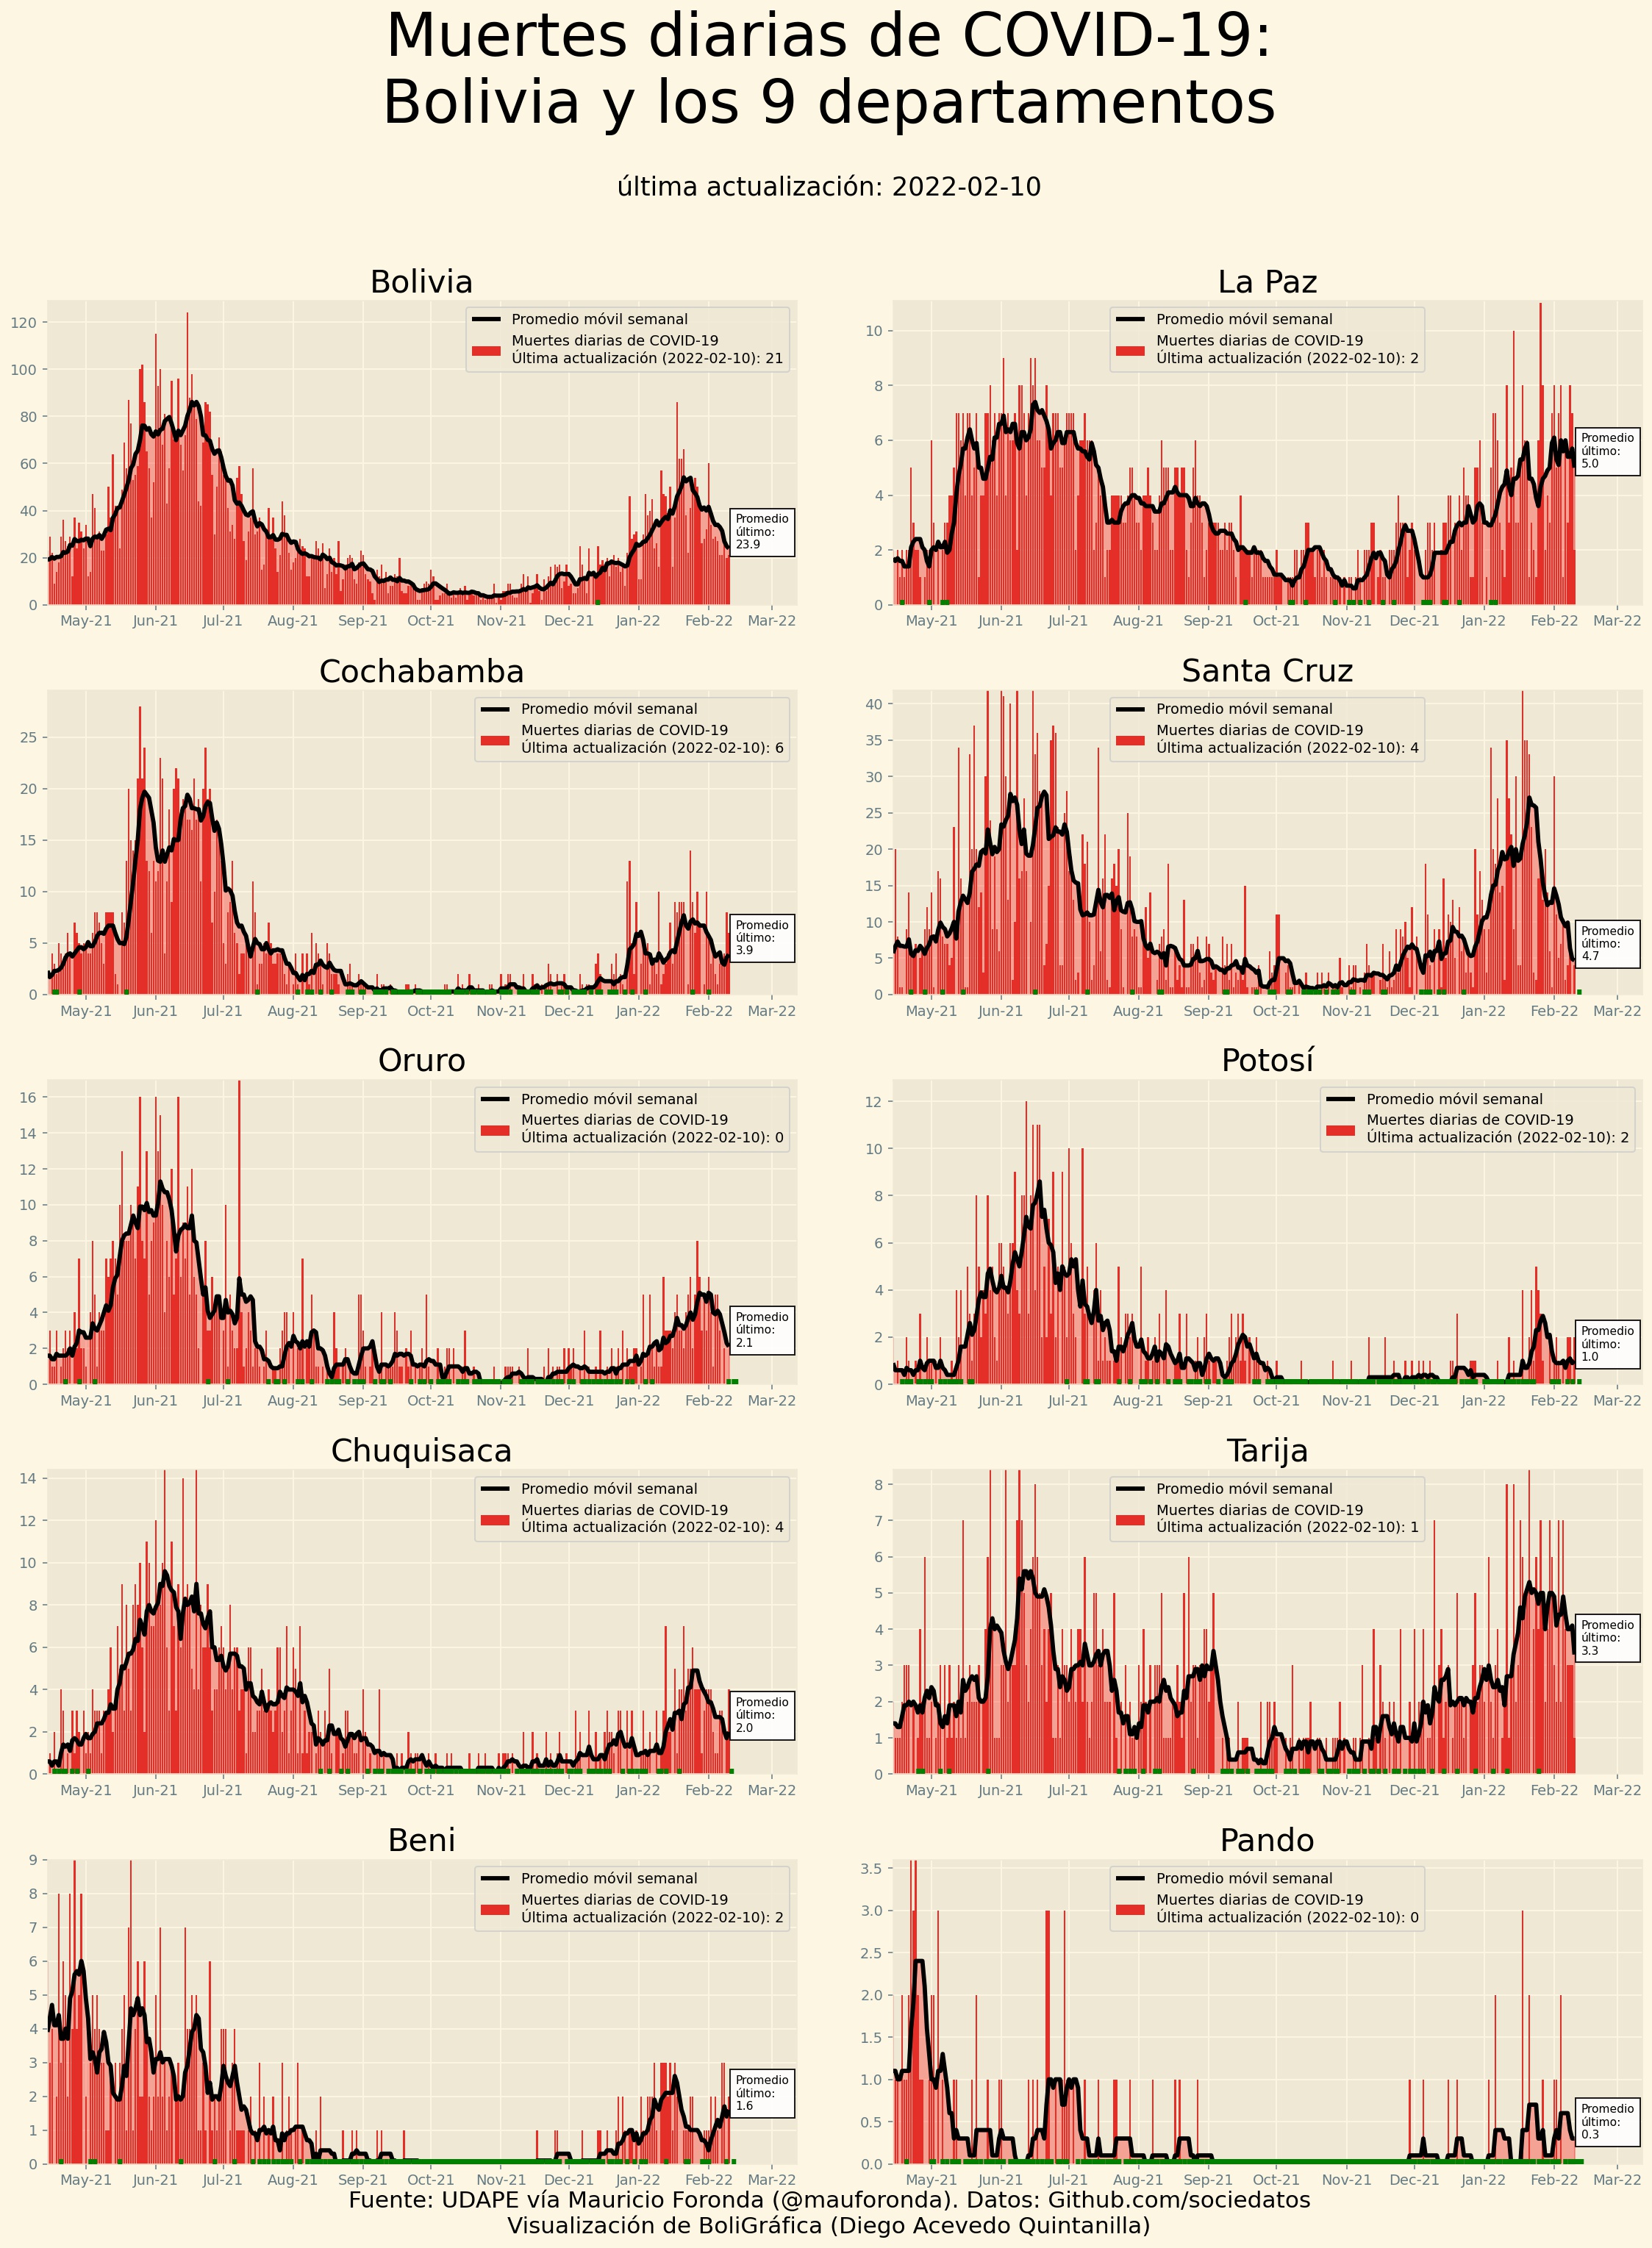 Muertes diarias de COVID-19:
Bolivia y los 9 departamentos
última actualización: 2022-02-10
Bolivia
Promedio móvil semanal
Muertes diarias de COVID-19
Última actualización (2022-02-10): 21
120
100
80
60
40
20
0
Promedio
último:
23.9
May-21 Jun-21 Jul-21 Aug-21 Sep-21 Oct-21 Nov-21 Dec-21 Jan-22 Feb-22 Mar-22
La Paz
Promedio móvil semanal
Muertes diarias de COVID-19
Última actualización (2022-02-10): 2
10
8
6
4
2
0
Promedio
último:
5.0
May-21 Jun-21 Jul-21 Aug-21 Sep-21 Oct-21 Nov-21 Dec-21 Jan-22 Feb-22 Mar-22
Cochabamba
Promedio móvil semanal
Muertes diarias de COVID-19
Última actualización (2022-02-10): 6
25
20
15
10
5
0
Promedio
último:
3.9
May-21 Jun-21 Jul-21 Aug-21 Sep-21 Oct-21 Nov-21 Dec-21 Jan-22 Feb-22 Mar-22
Santa Cruz
Promedio móvil semanal
Muertes diarias de COVID-19
Última actualización (2022-02-10): 4
40
35
30
25
20
15
10
5
0
Promedio
último:
4.7
May-21 Jun-21 Jul-21 Aug-21 Sep-21 Oct-21 Nov-21 Dec-21 Jan-22 Feb-22 Mar-22
Oruro
Promedio móvil semanal
Muertes diarias de COVID-19
Última actualización (2022-02-10): 0
16
14
12
10
8
6
4
2
0
Promedio
último:
2.1
May-21 Jun-21 Jul-21 Aug-21 Sep-21 Oct-21 Nov-21 Dec-21 Jan-22 Feb-22 Mar-22
Potosí
Promedio móvil semanal
Muertes diarias de COVID-19
Última actualización (2022-02-10): 2
12
10
8
6
4
2
0
Promedio
último:
1.0
May-21 Jun-21 Jul-21 Aug-21 Sep-21 Oct-21 Nov-21 Dec-21 Jan-22 Feb-22 Mar-22
Chuquisaca
Promedio móvil semanal
Muertes diarias de COVID-19
Última actualización (2022-02-10): 4
14
12
10
8
6
4
2
0
Promedio
último:
2.0
May-21 Jun-21 Jul-21 Aug-21 Sep-21 Oct-21 Nov-21 Dec-21 Jan-22 Feb-22 Mar-22
Tarija
Promedio móvil semanal
Muertes diarias de COVID-19
Última actualización (2022-02-10): 1
8
7
6
5
4
3
2
1
0
Promedio
último:
3.3
May-21 Jun-21 Jul-21 Aug-21 Sep-21 Oct-21 Nov-21 Dec-21 Jan-22 Feb-22 Mar-22
Beni
Promedio móvil semanal
Muertes diarias de COVID-19
Última actualización (2022-02-10): 2
9
8
7
6
5
4
3
2
1
0
Promedio
último:
1.6
May-21 Jun-21 Jul-21 Aug-21 Sep-21 Oct-21 Nov-21 Dec-21 Jan-22 Feb-22 Mar-22
Pando
Promedio móvil semanal
Muertes diarias de COVID-19
Última actualización (2022-02-10): 0
3.5
3.0
2.5
2.0
1.5
1.0
0.5
0.0
Promedio
último:
0.3
May-21 Jun-21 Jul-21 Aug-21 Sep-21 Oct-21 Nov-21 Dec-21 Jan-22 Feb-22 Mar-22
Fuente: UDAPE vía Mauricio Foronda (@mauforonda). Datos: Github.com/sociedatos
Visualización de BoliGráfica (Diego Acevedo Quintanilla)